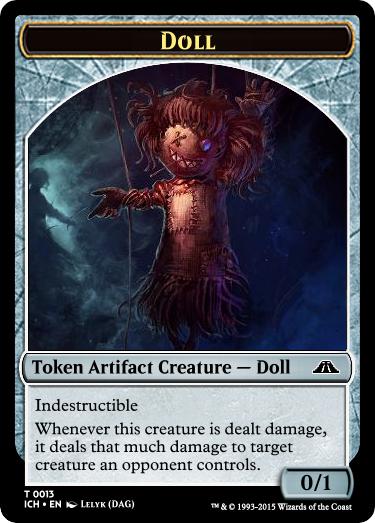 Doll
Token Artifact Creature — Doll
Indestructible
Whenever this creature is dealt damage,
it deals that much damage to target
creature an opponent controls.
0/1
T 0013
ICH • EN Lelyk (DAG)
™ & © 1993-2015 Wizards of the Coast